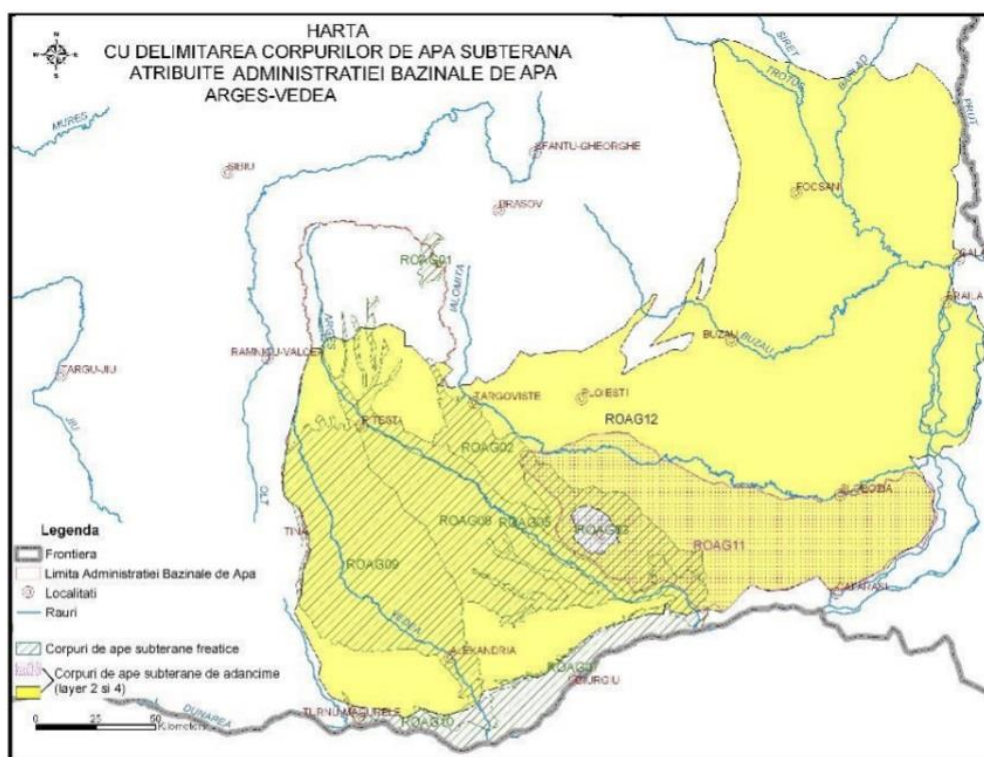 HARTA
CU DELIMITAREA CORPURILOR DE APA SUBTERANA
ATRIBUITE ADMINISTRATIEI BAZINALE DE APA
ARGES-VEDEA
SIRET
TROTUS
BARLAD
PRUT
MURES
SIBIU
SFANTU-GHEORGHE
BRASOV
FOCSANI
ROAG01
IALOMITA
ARGES
RAMNICU-VALCEA
TARGU-JIU
JIU
OLT
BUZAU
BUZAU
BRAILA
TARGOVISTE
PLOIESTI
PITESTI
ROAG12
ROAG02
ROAG08
ROAG05
ROAG11
ROAG09
VEDEA
ALEXANDRIA
GIURGIU
CALARASI
TURNU-MAGURELE
ROAG10
DUNAREA
Legenda
Frontiera
Limita Administratiei Bazinale de Apa
Localitati
Rauri
Corpuri de ape subterane freatice
Corpuri de ape subterane de adancime
(layer 2 si 4)
0 25 50
Kilometers